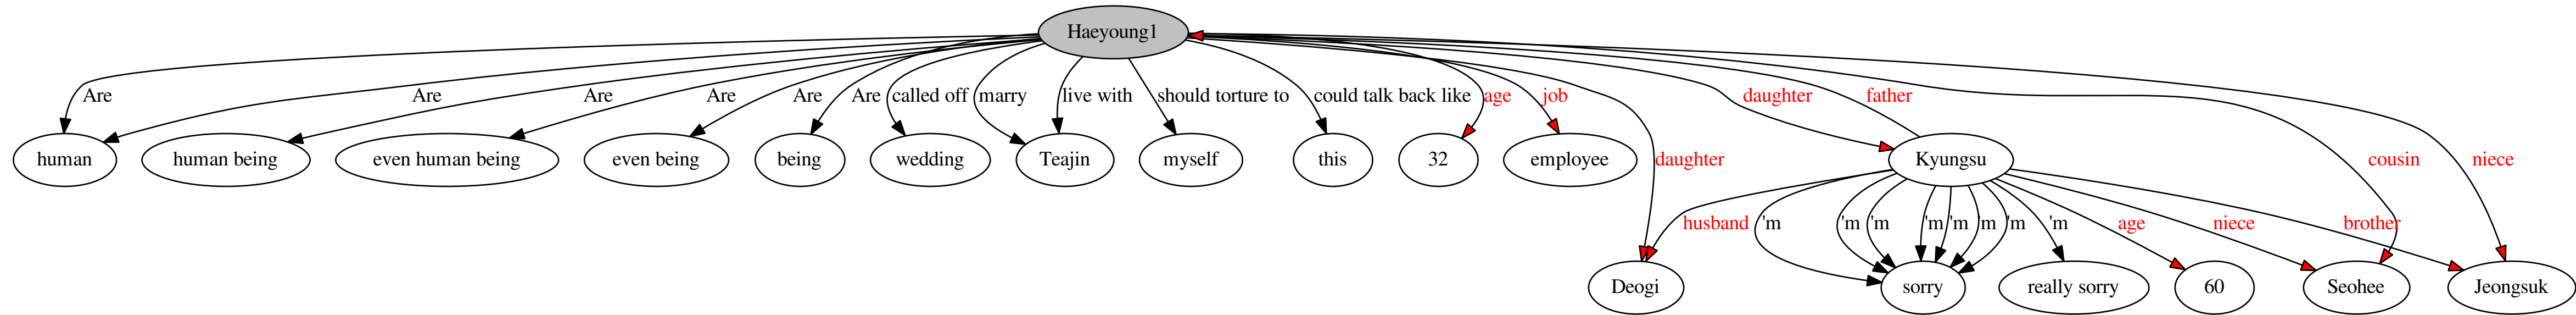 Haeyoung1
Are Are Are Are Are Are called off marry live with should torture to could talk back like age job daughter father
human human being even human being even being being wedding Teajin myself this 32 employee daughter Kyungsu cousin niece
husband 'm 'm 'm 'm 'm 'm 'm 'm age niece brother
Deogi sorry really sorry 60 Seohee Jeongsuk